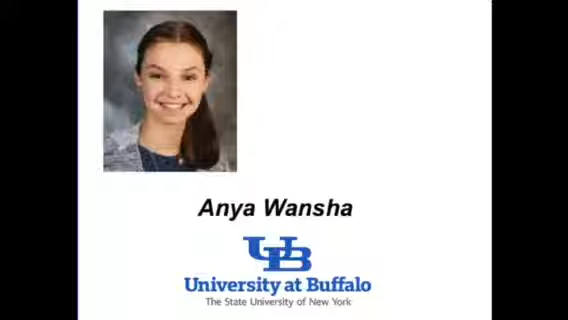 Anya Wansha
UB
University at Buffalo
The State University of New York